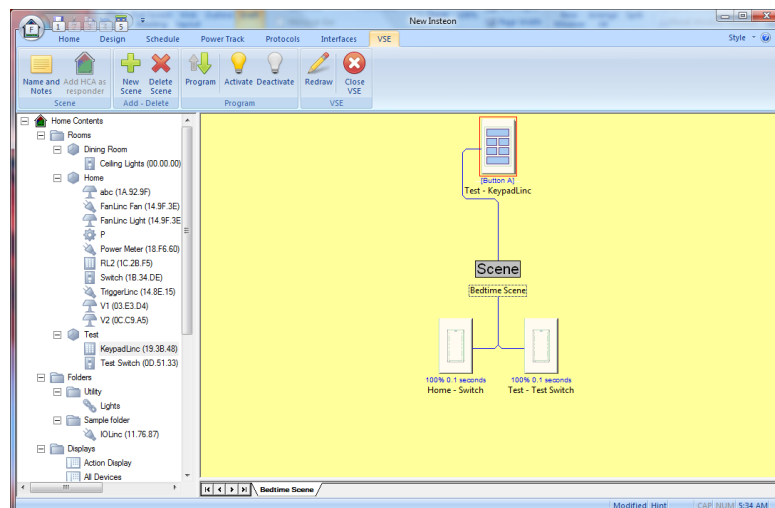 New Insteon
F 1 2 3 4 5
Home Design Schedule Power Track Protocols Interfaces VSE Style
Name and Notes
Add HCA as responder
New Scene
Delete Scene
Program
Activate
Deactivate
Redraw
Close VSE
Scene Add - Delete Program VSE
Home Contents
Rooms
Dining Room
Ceiling Lights (00.00.00)
Home
abc (1A.92.9F)
FanLinc Fan (14.9F.3E)
FanLinc Light (14.9F.3E
P
Power Meter (18.F6.60)
RL2 (1C.2B.F5)
Switch (1B.34.DE)
TriggerLinc (14.8E.15)
V1 (03.E3.D4)
V2 (0C.C9.A5)
Test
KeypadLinc (19.3B.48)
Test Switch (0D.51.33)
Folders
Utility
Lights
Sample folder
IOLinc (11.76.87)
Displays
Action Display
All Devices
[Button A]
Test - KeypadLinc
Scene
Bedtime Scene
100% 0.1 seconds
Home - Switch
100% 0.1 seconds
Test - Test Switch
Bedtime Scene
Modified Hint CAP NUM 5:34 AM